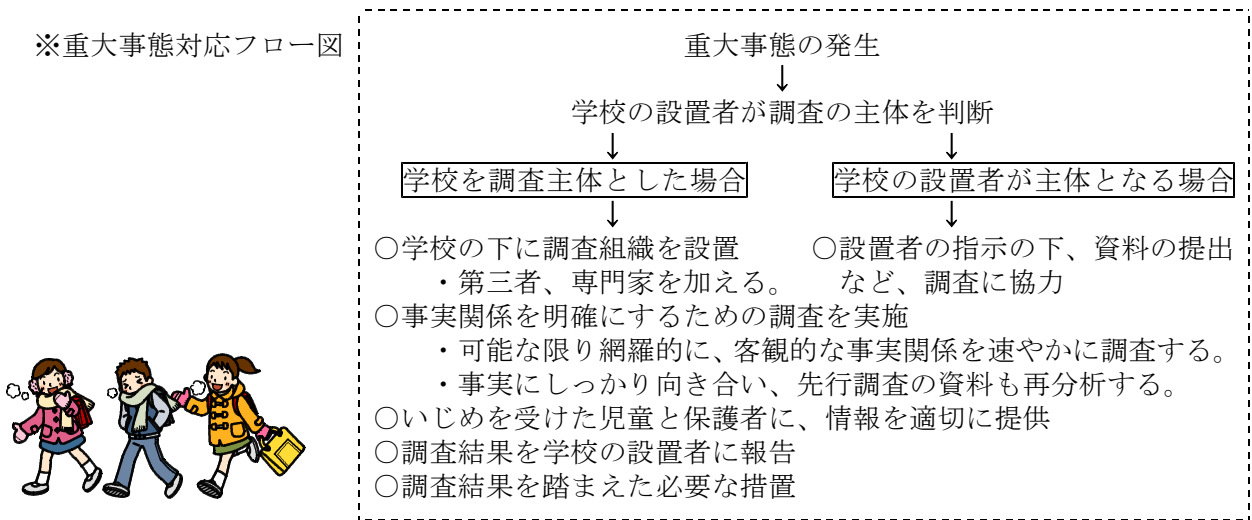 ※重大事態対応フロー図
重大事態の発生
↓
学校の設置者が調査の主体を判断
↓ ↓
学校を調査主体とした場合 学校の設置者が主体となる場合
↓ ↓
○学校の下に調査組織を設置 ○設置者の指示の下、資料の提出
・第三者、専門家を加える。 など、調査に協力
○事実関係を明確にするための調査を実施
・可能な限り網羅的に、客観的な事実関係を速やかに調査する。
・事実にしっかり向き合い、先行調査の資料も再分析する。
○いじめを受けた児童と保護者に、情報を適切に提供
○調査結果を学校の設置者に報告
○調査結果を踏まえた必要な措置